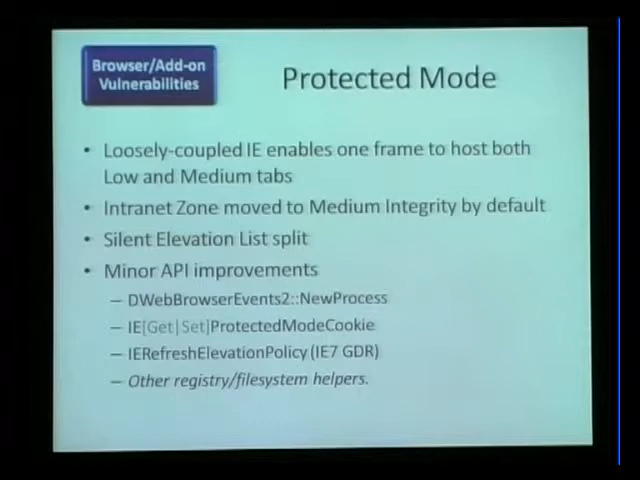 Browser/Add-on
Vulnerabilities
Protected Mode
• Loosely-coupled IE enables one frame to host both
Low and Medium tabs
• Intranet Zone moved to Medium Integrity by default
• Silent Elevation List split
• Minor API improvements
– DWebBrowserEvents2::NewProcess
– IE[Get|Set]ProtectedModeCookie
– IERefreshElevationPolicy (IE7 GDR)
– Other registry/filesystem helpers.